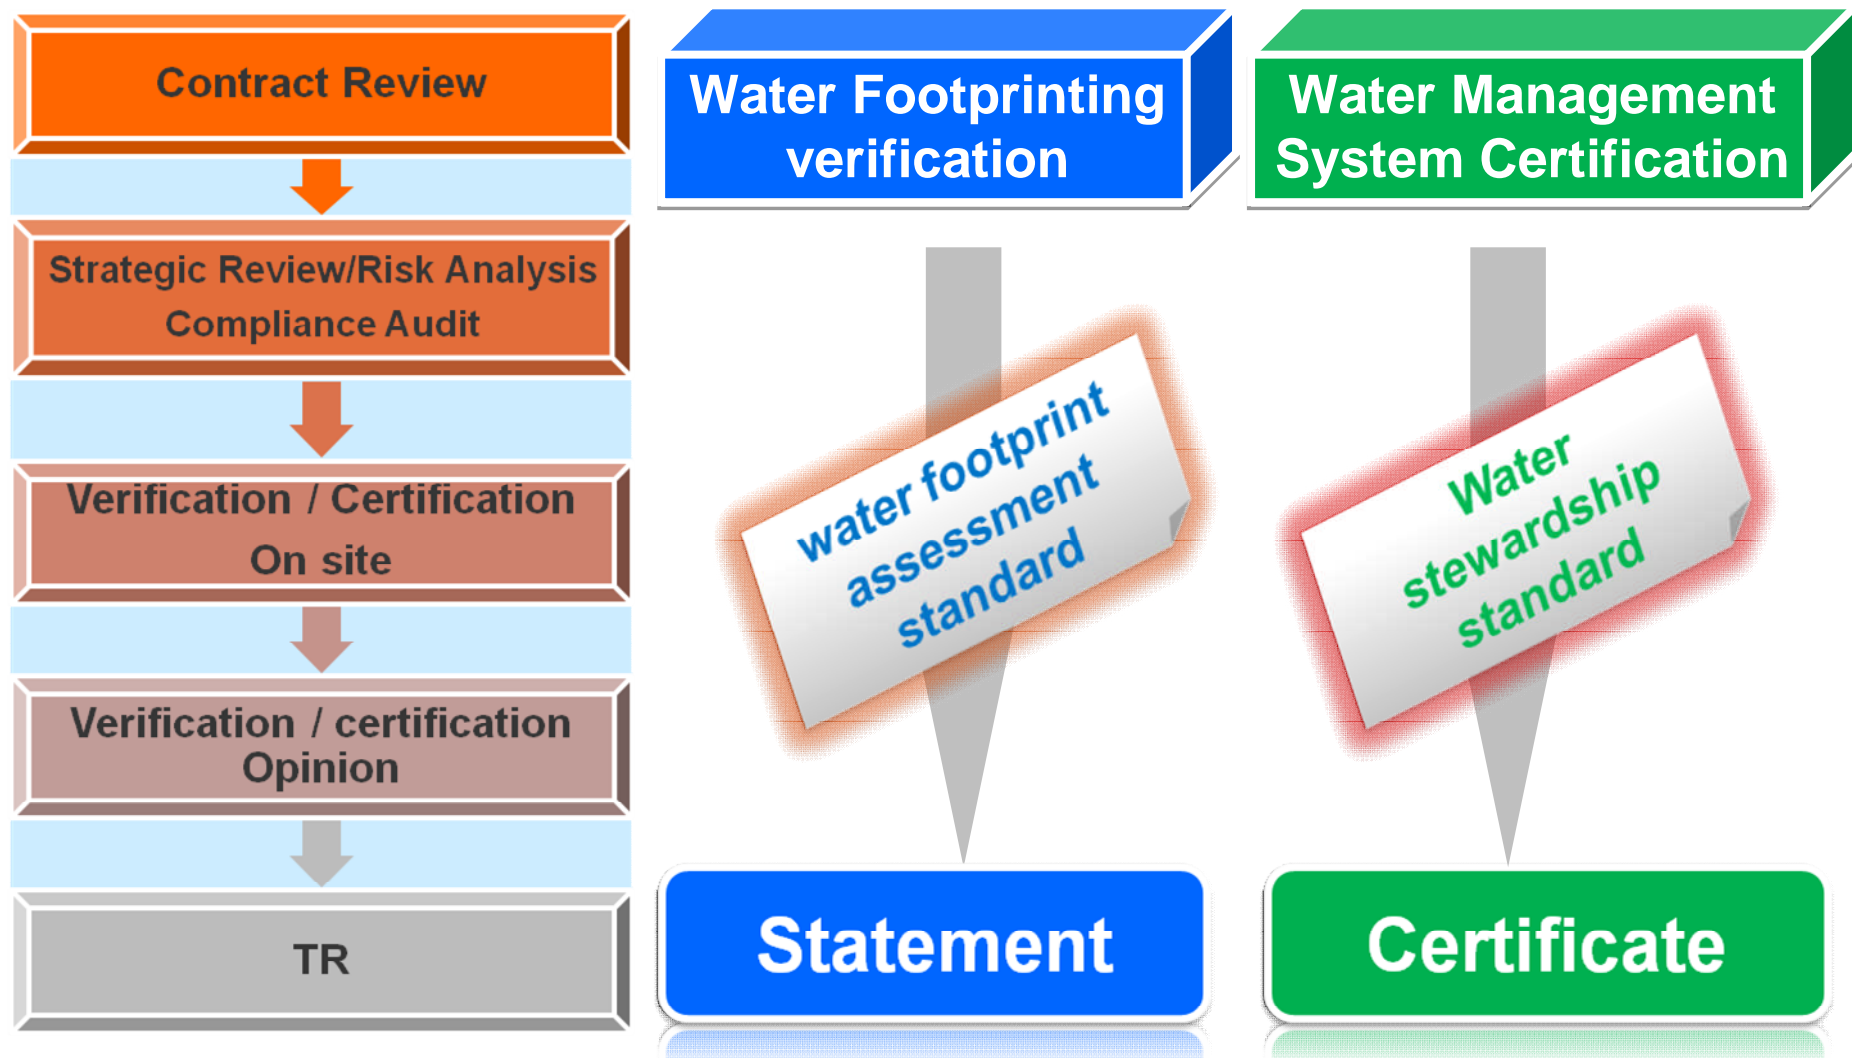 Contract Review
Strategic Review/Risk Analysis
Compliance Audit
Verification / Certification
On site
Verification / certification
Opinion
TR
Water Footprinting
verification
water footprint
assessment
standard
Statement
Water Management
System Certification
Water
stewardship
standard
Certificate